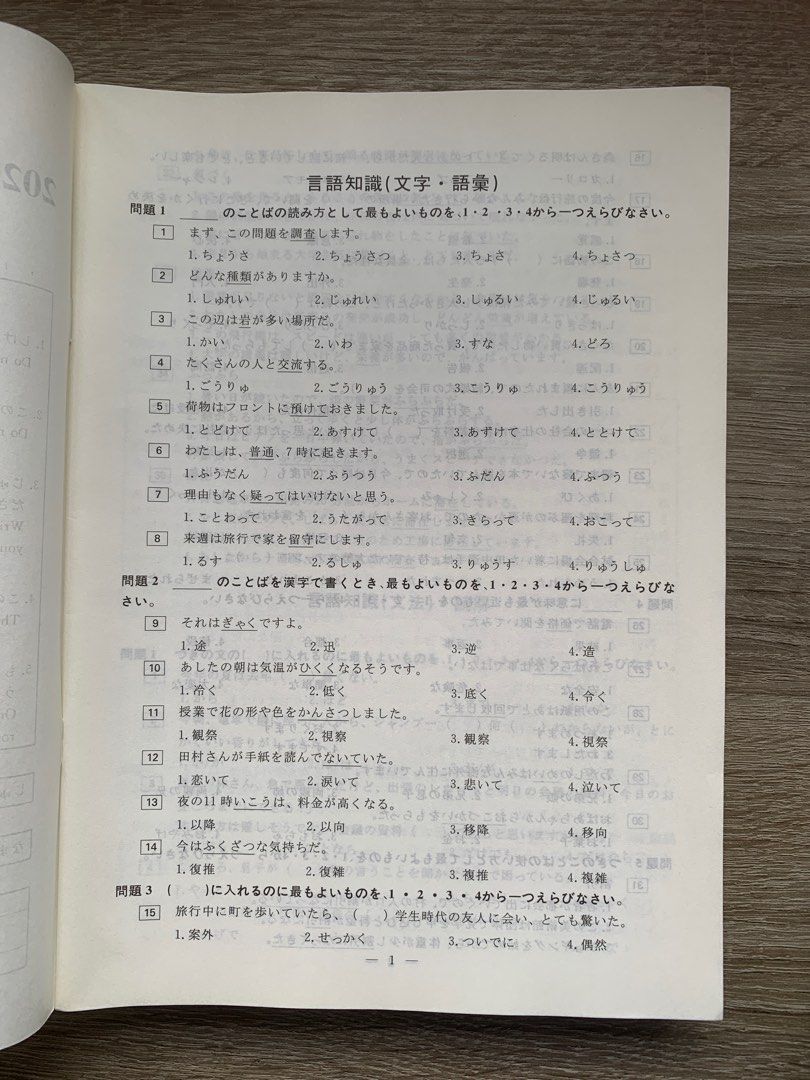 202
言語知識(文字・語彙)
問題1 ＿＿＿のことばの読み方として最もよいものを、1・2・3・4から一つえらびなさい。
1 まず、この問題を調査します。
1.ちょうさ 2.ちょうさつ 3.ちょさ 4.ちょさつ
2 どんな種類がありますか。
1.しゅれい 2.じゅれい 3.しゅるい 4.じゅるい
3 この辺は岩が多い場所だ。
1.かい 2.いわ 3.すな 4.どろ
4 たくさんの人と交流する。
1.ごうりゅ 2.ごうりゅう 3.こうりゅ 4.こうりゅう
5 荷物はフロントに預けておきました。
1.とどけて 2.あすけて 3.あずけて 4.ととけて
6 わたしは、普通、7時に起きます。
1.ふうだん 2.ふうつう 3.ふだん 4.ふつう
7 理由もなく疑ってはいけないと思う。
1.ことわって 2.うたがって 3.きらって 4.おこって
8 来週は旅行で家を留守にします。
1.るす 2.るしゅ 3.りゅうす 4.りゅうしゅ
問題2 ＿＿＿のことばを漢字で書くとき、最もよいものを、1・2・3・4から一つえらびな
さい。
9 それはぎゃくですよ。
1.途 2.迅 3.逆 4.造
10 あしたの朝は気温がひくくなるそうです。
1.冷く 2.低く 3.底く 4.令く
11 授業で花の形や色をかんさつしました。
1.観祭 2.視察 3.観察 4.視祭
12 田村さんが手紙を読んでないていた。
1.恋いて 2.涙いて 3.悲いて 4.泣いて
13 夜の11時いこうは、料金が高くなる。
1.以降 2.以向 3.移降 4.移向
14 今はふくざつな気持ちだ。
1.復推 2.復雑 3.複推 4.複雑
問題3 (　　)に入れるのに最もよいものを、1・2・3・4から一つえらびなさい。
15 旅行中に町を歩いていたら、(　　)学生時代の友人に会い、とても驚いた。
1.案外 2.せっかく 3.ついでに 4.偶然
— 1 —